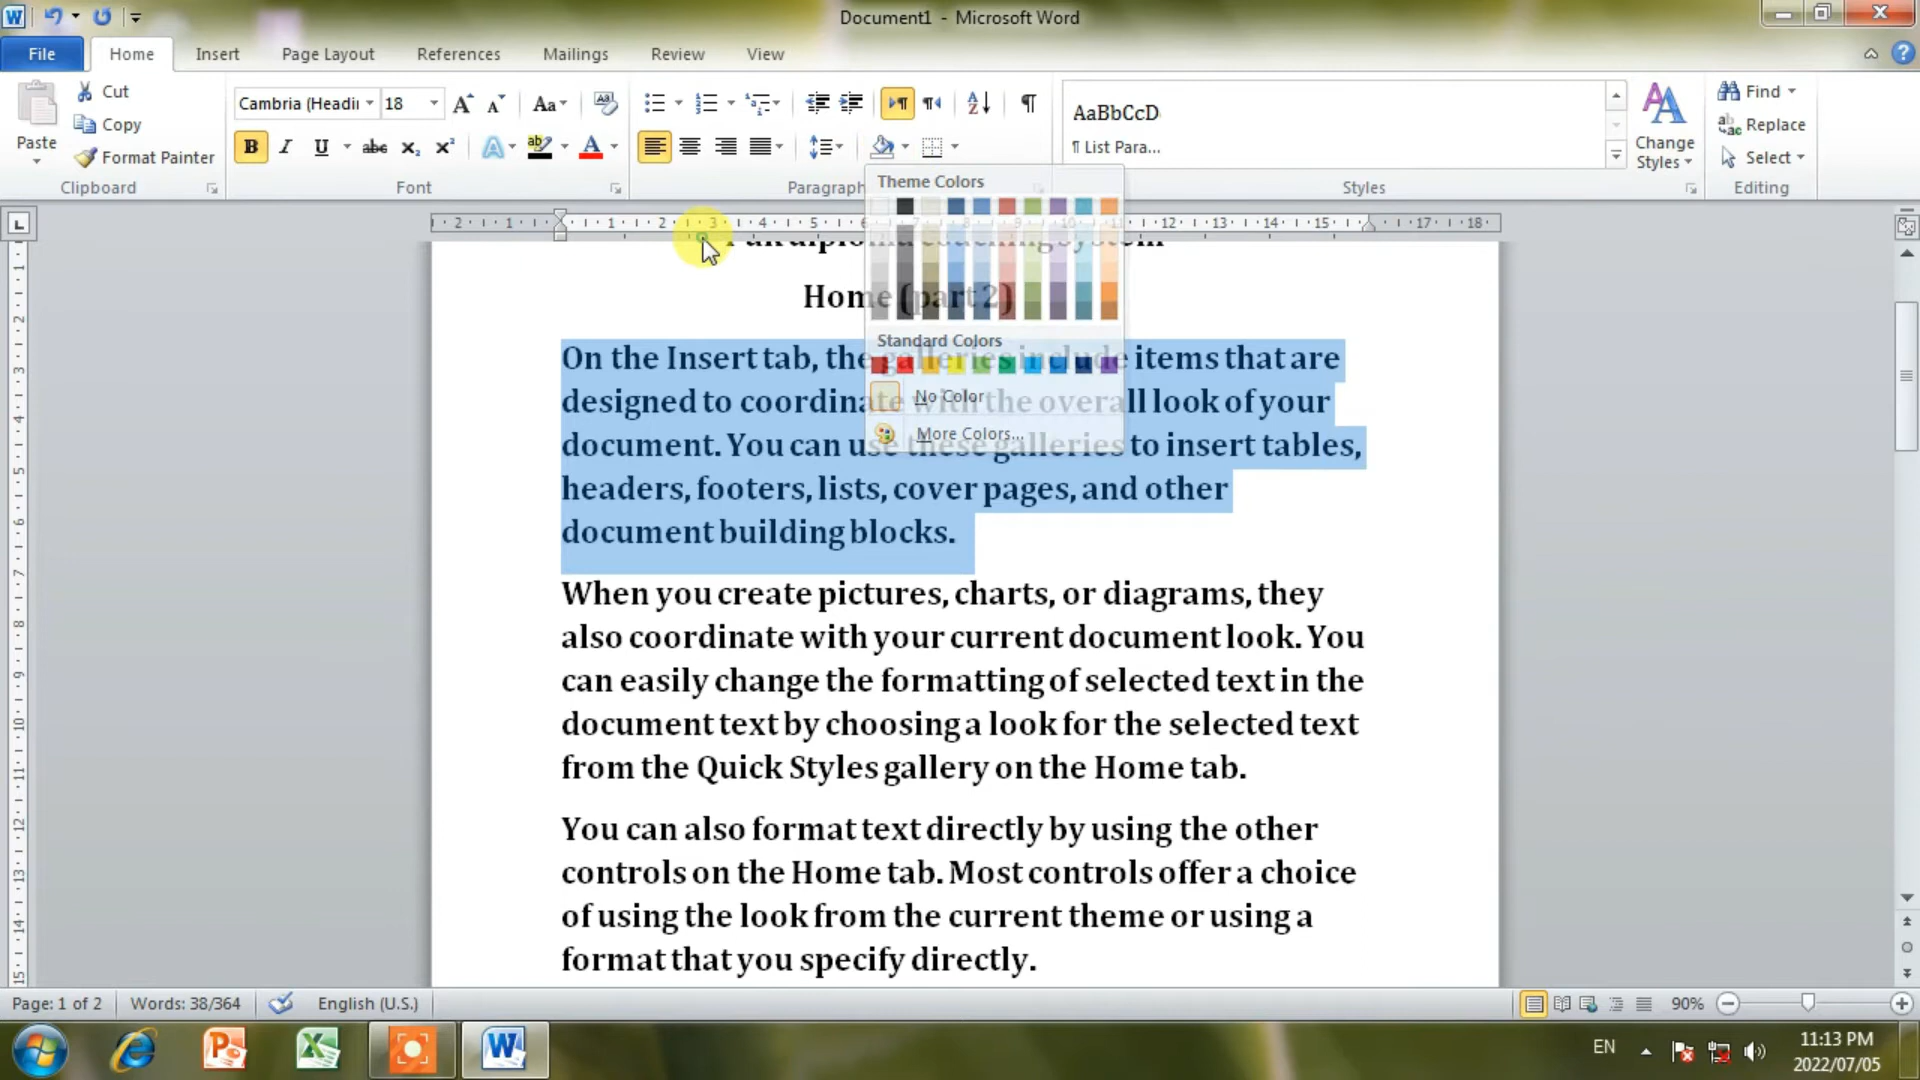 Document1 - Microsoft Word
File Home Insert Page Layout References Mailings Review View
Paste
Cut
Copy
Format Painter
Clipboard
Cambria (Headi 18
Font
Paragraph
AaBbCcD
¶ List Para...
Styles
Change
Styles
Find
Replace
Select
Editing
Theme Colors
Standard Colors
No Color
More Colors...
diploma coaching system
Home (part 2)
On the Insert tab, the galleries include items that are
designed to coordinate with the overall look of your
document. You can use these galleries to insert tables,
headers, footers, lists, cover pages, and other
document building blocks.
When you create pictures, charts, or diagrams, they
also coordinate with your current document look. You
can easily change the formatting of selected text in the
document text by choosing a look for the selected text
from the Quick Styles gallery on the Home tab.
You can also format text directly by using the other
controls on the Home tab. Most controls offer a choice
of using the look from the current theme or using a
format that you specify directly.
Page: 1 of 2 Words: 38/364 English (U.S.) 90%
EN
11:13 PM
2022/07/05